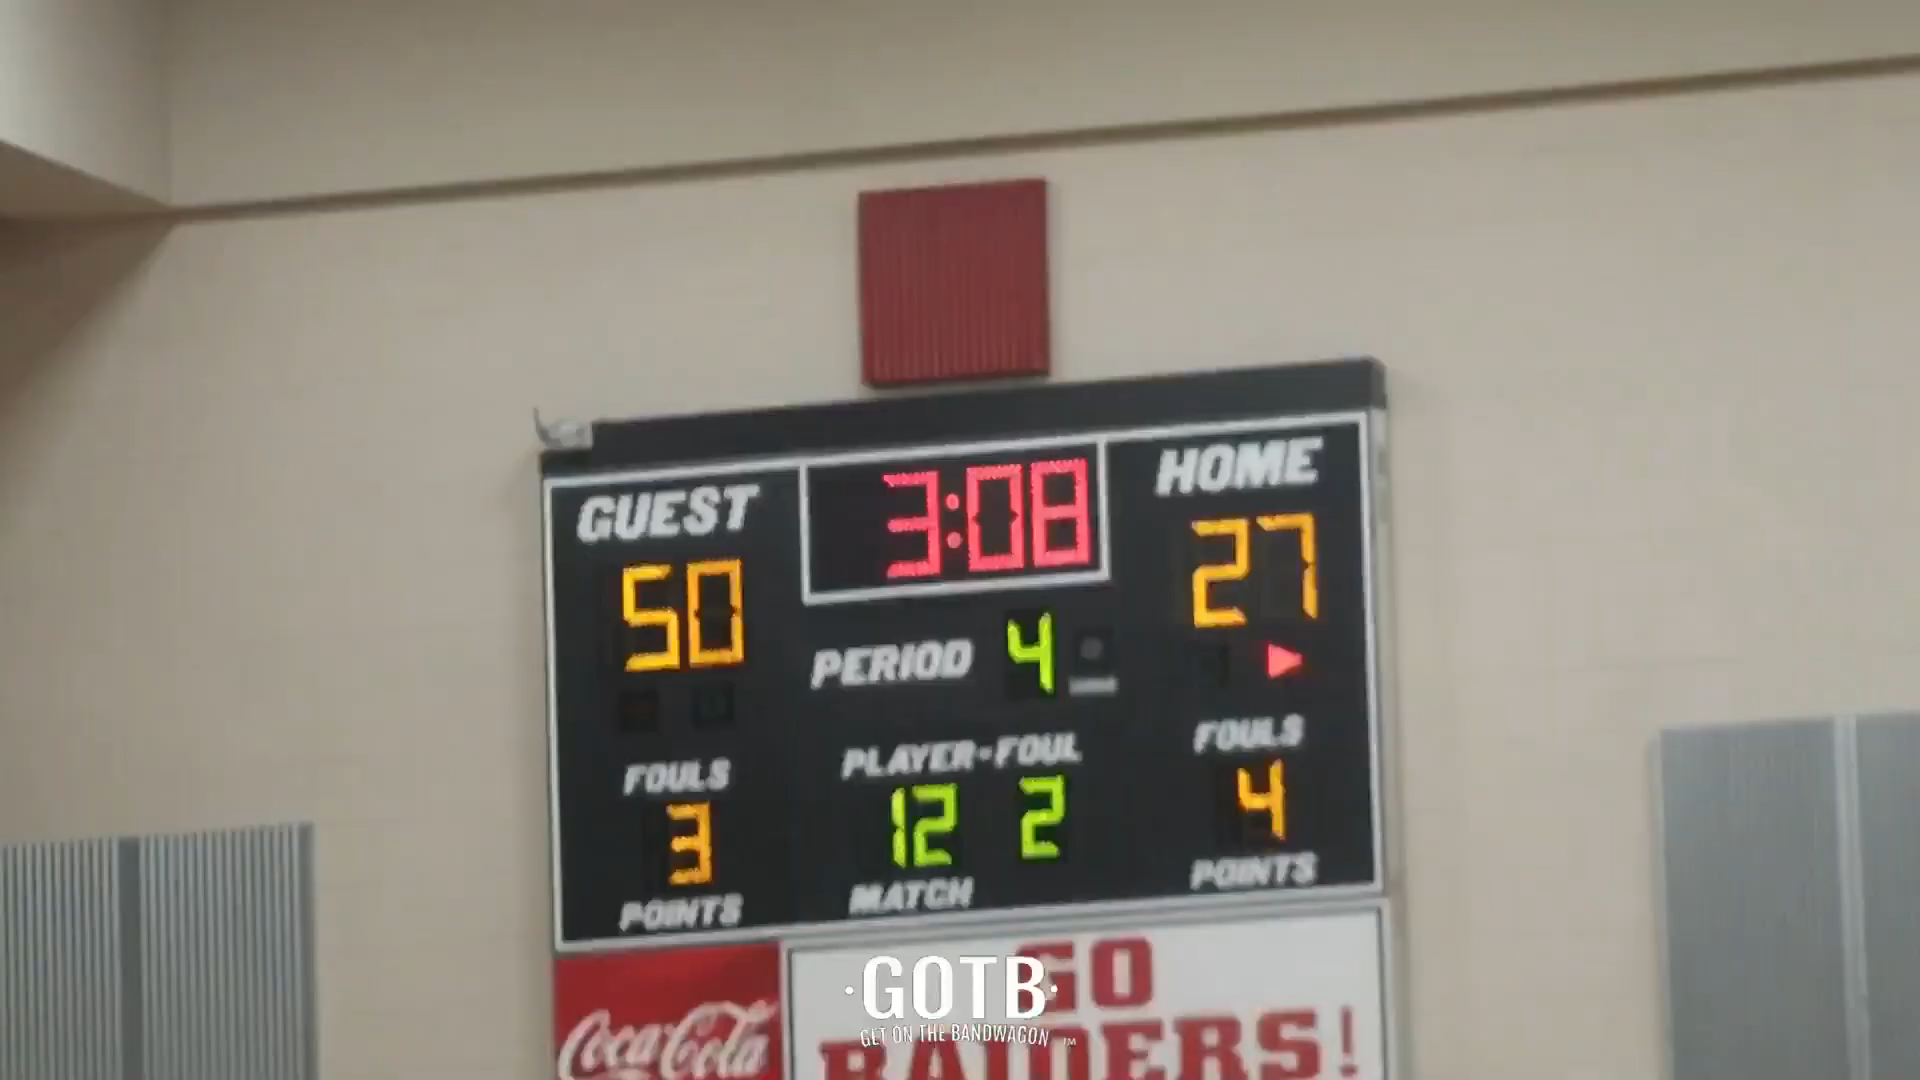 GUEST
3:08
HOME
50
27
PERIOD 4
FOULS
PLAYER-FOUL
FOULS
3
12 2
4
POINTS
MATCH
POINTS
Coca-Cola
GO
RAIDERS!
·GOTB·
GET ON THE BANDWAGON ™